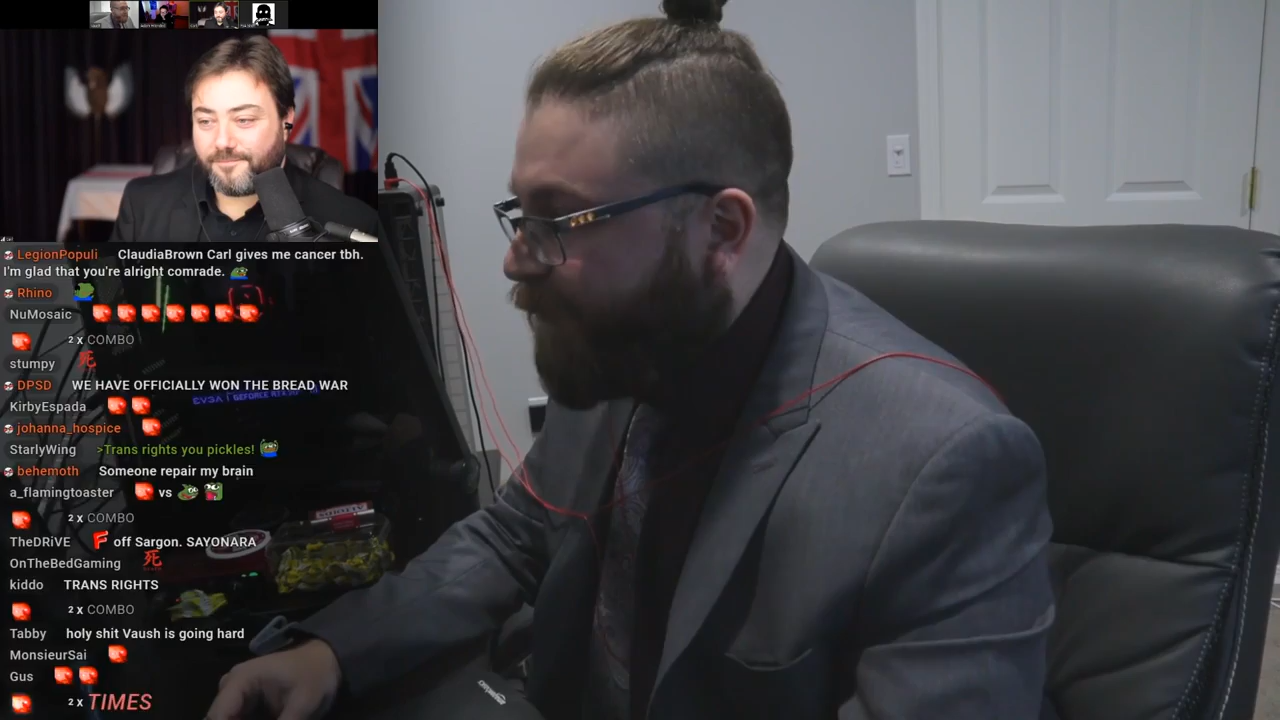 LegionPopuli ClaudiaBrown Carl gives me cancer tbh.
I'm glad that you're alright comrade.
Rhino
NuMosaic
2 x COMBO
stumpy 死
DPSD WE HAVE OFFICIALLY WON THE BREAD WAR
KirbyEspada
EVGA | GEFORCE RTX
johanna_hospice
StarlyWing >Trans rights you pickles!
behemoth Someone repair my brain
a_flamingtoaster vs
2 x COMBO
TheDRiVE F off Sargon. SAYONARA
OnTheBedGaming 死
kiddo TRANS RIGHTS
2 x COMBO
Tabby holy shit Vaush is going hard
MonsieurSai
Gus
2 x TIMES